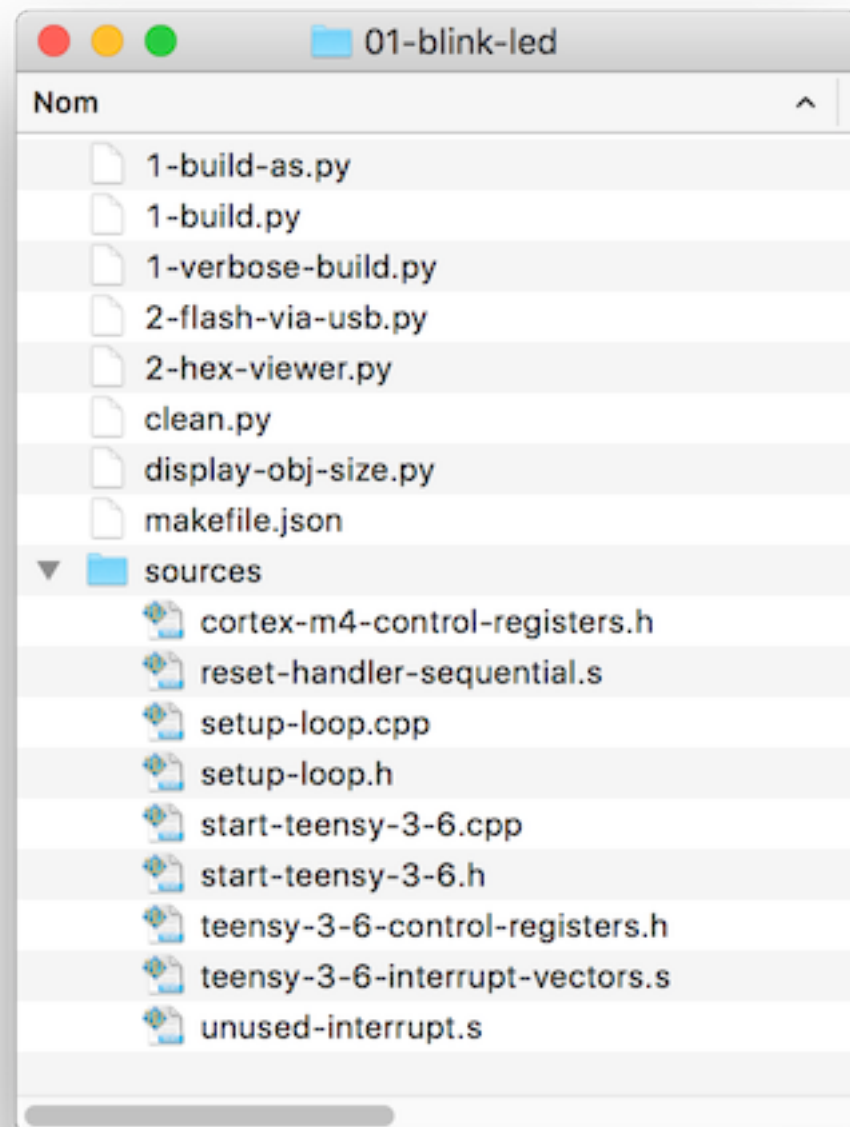 01-blink-led
Nom
1-build-as.py
1-build.py
1-verbose-build.py
2-flash-via-usb.py
2-hex-viewer.py
clean.py
display-obj-size.py
makefile.json
sources
cortex-m4-control-registers.h
reset-handler-sequential.s
setup-loop.cpp
setup-loop.h
start-teensy-3-6.cpp
start-teensy-3-6.h
teensy-3-6-control-registers.h
teensy-3-6-interrupt-vectors.s
unused-interrupt.s